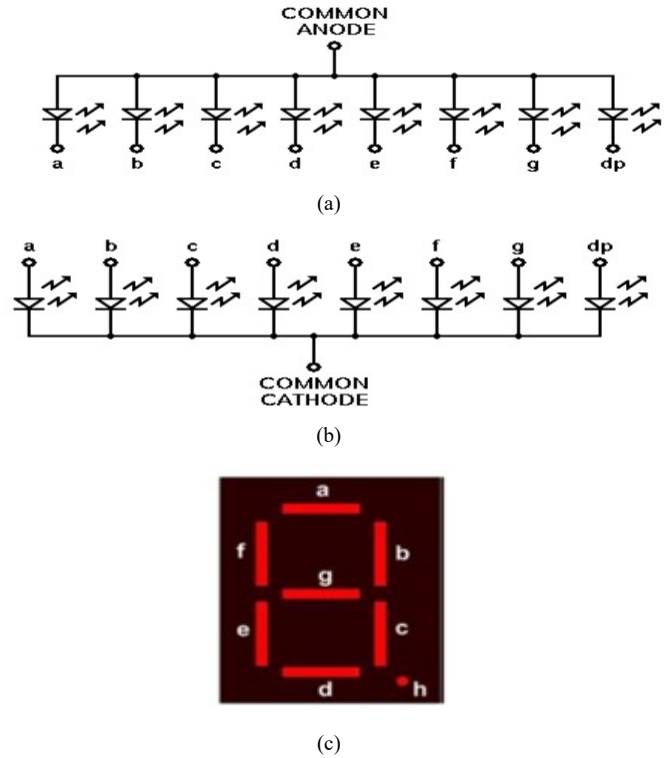 COMMON
ANODE
a b c d e f g dp
(a)
a b c d e f g dp
COMMON
CATHODE
(b)
a
f b
g
e c
d h
(c)